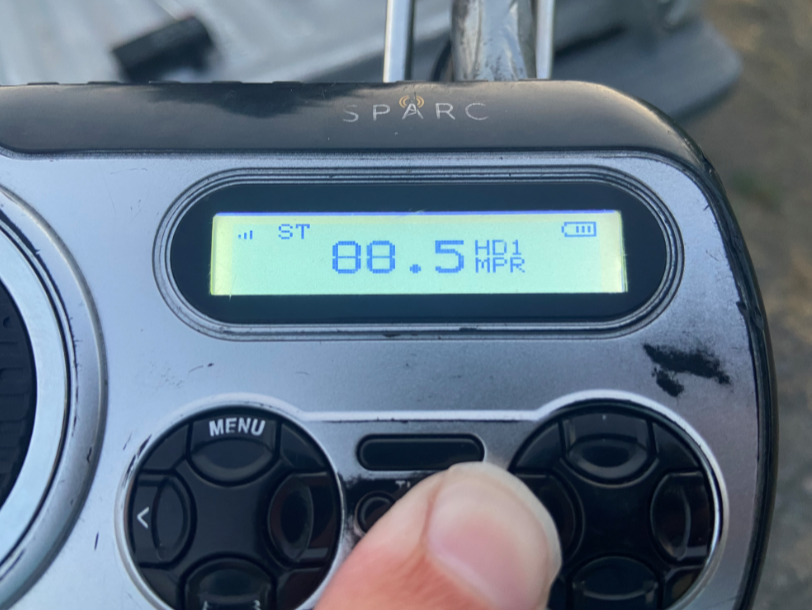 SPARC
ST
88.5
HD1
MPR
MENU
<